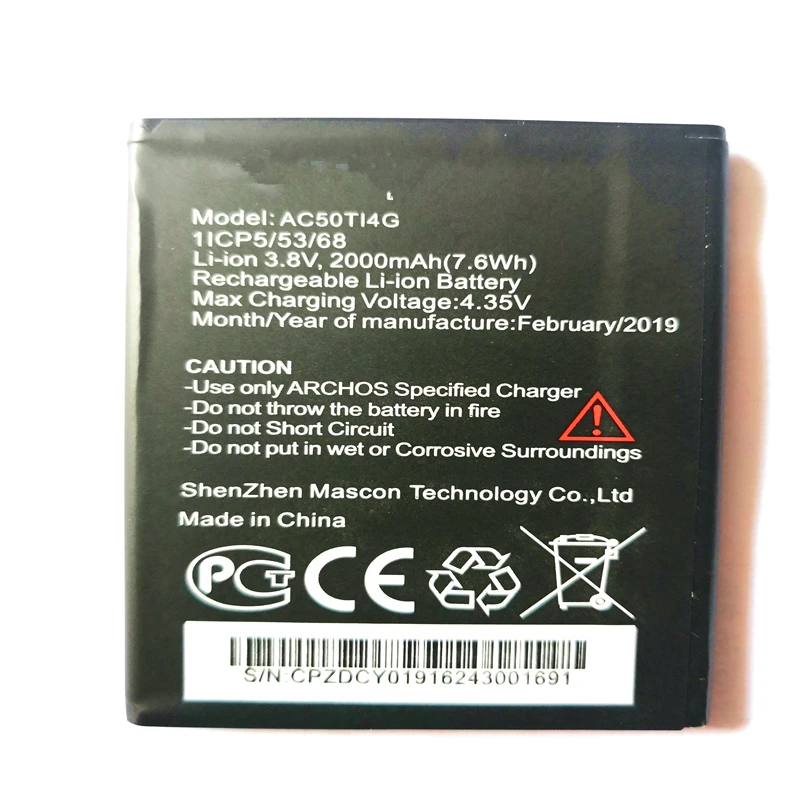 Model: AC50TI4G
1ICP5/53/68
Li-ion 3.8V, 2000mAh(7.6Wh)
Rechargeable Li-ion Battery
Max Charging Voltage:4.35V
Month/Year of manufacture:February/2019
CAUTION
-Use only ARCHOS Specified Charger
-Do not throw the battery in fire
-Do not Short Circuit
-Do not put in wet or Corrosive Surroundings
!
ShenZhen Mascon Technology Co.,Ltd
Made in China
PCT CE
S/N:CPZDCY01916243001691